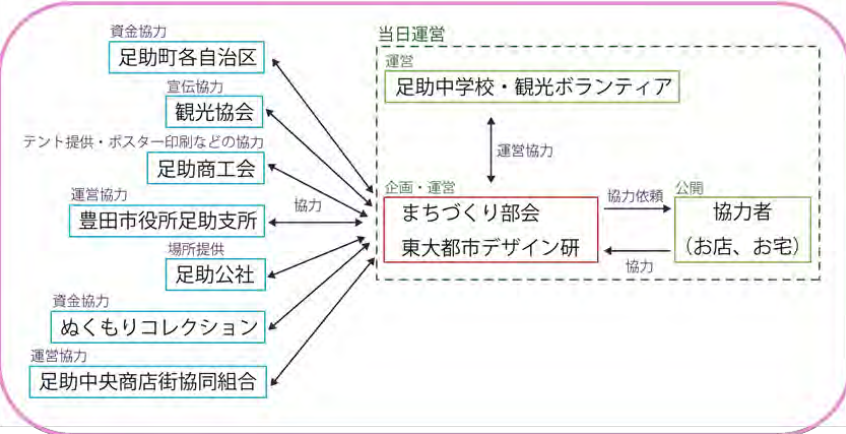 資金協力
足助町各自治区
宣伝協力
観光協会
テント提供・ポスター印刷などの協力
足助商工会
運営協力
豊田市役所足助支所
協力
場所提供
足助公社
資金協力
ぬくもりコレクション
運営協力
足助中央商店街協同組合
当日運営
運営
足助中学校・観光ボランティア
運営協力
企画・運営
まちづくり部会
東大都市デザイン研
協力依頼
協力
公開
協力者
（お店、お宅）